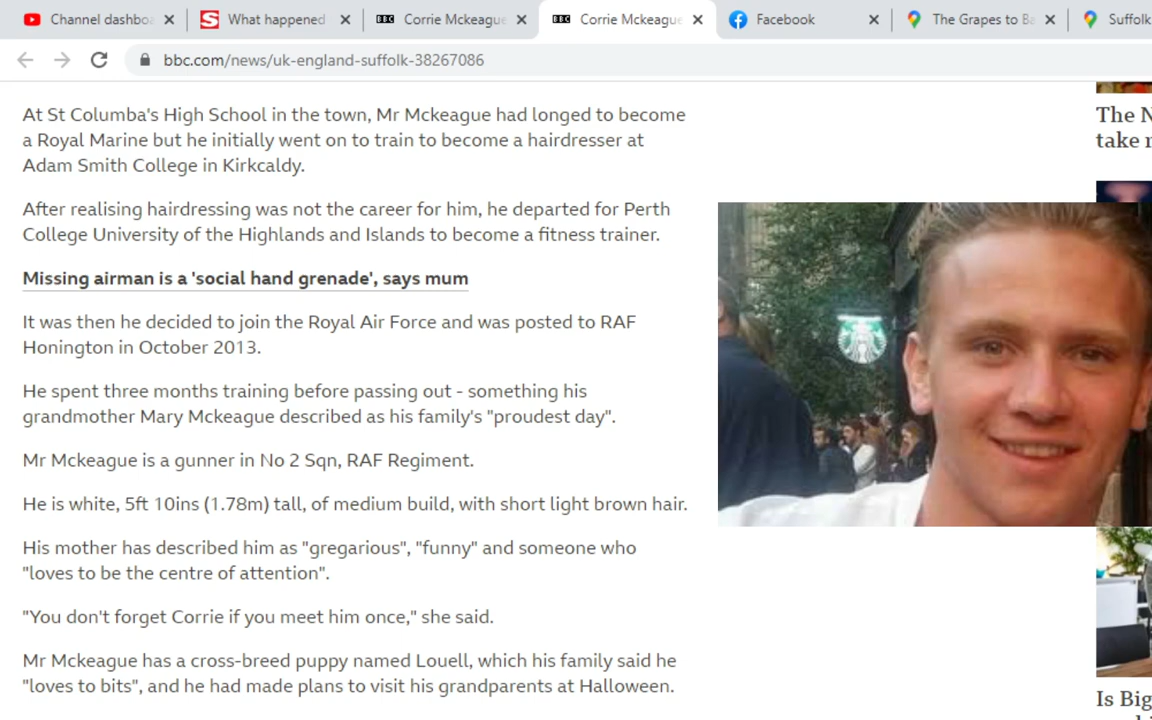 Channel dashboa
What happened
Corrie Mckeague
Corrie Mckeague
Facebook
The Grapes to Ba
Suffolk
bbc.com/news/uk-england-suffolk-38267086
At St Columba's High School in the town, Mr Mckeague had longed to become
a Royal Marine but he initially went on to train to become a hairdresser at
Adam Smith College in Kirkcaldy.
After realising hairdressing was not the career for him, he departed for Perth
College University of the Highlands and Islands to become a fitness trainer.
Missing airman is a 'social hand grenade', says mum
It was then he decided to join the Royal Air Force and was posted to RAF
Honington in October 2013.
He spent three months training before passing out - something his
grandmother Mary Mckeague described as his family's "proudest day".
Mr Mckeague is a gunner in No 2 Sqn, RAF Regiment.
He is white, 5ft 10ins (1.78m) tall, of medium build, with short light brown hair.
His mother has described him as "gregarious", "funny" and someone who
"loves to be the centre of attention".
"You don't forget Corrie if you meet him once," she said.
Mr Mckeague has a cross-breed puppy named Louell, which his family said he
"loves to bits", and he had made plans to visit his grandparents at Halloween.
The N
take
Is Big